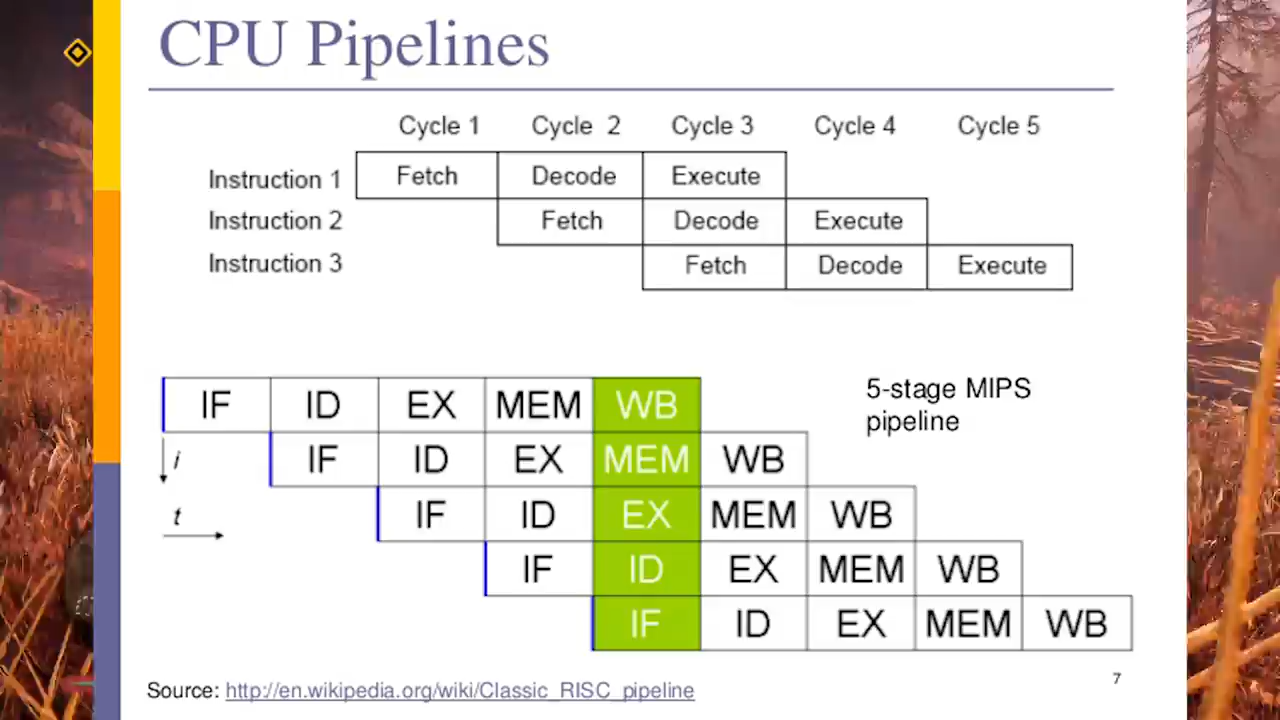 CPU Pipelines
Cycle 1 Cycle 2 Cycle 3 Cycle 4 Cycle 5
Instruction 1 Fetch Decode Execute
Instruction 2 Fetch Decode Execute
Instruction 3 Fetch Decode Execute
IF ID EX MEM WB
5-stage MIPS
pipeline
i IF ID EX MEM WB
t IF ID EX MEM WB
IF ID EX MEM WB
IF ID EX MEM WB
Source: http://en.wikipedia.org/wiki/Classic_RISC_pipeline
7